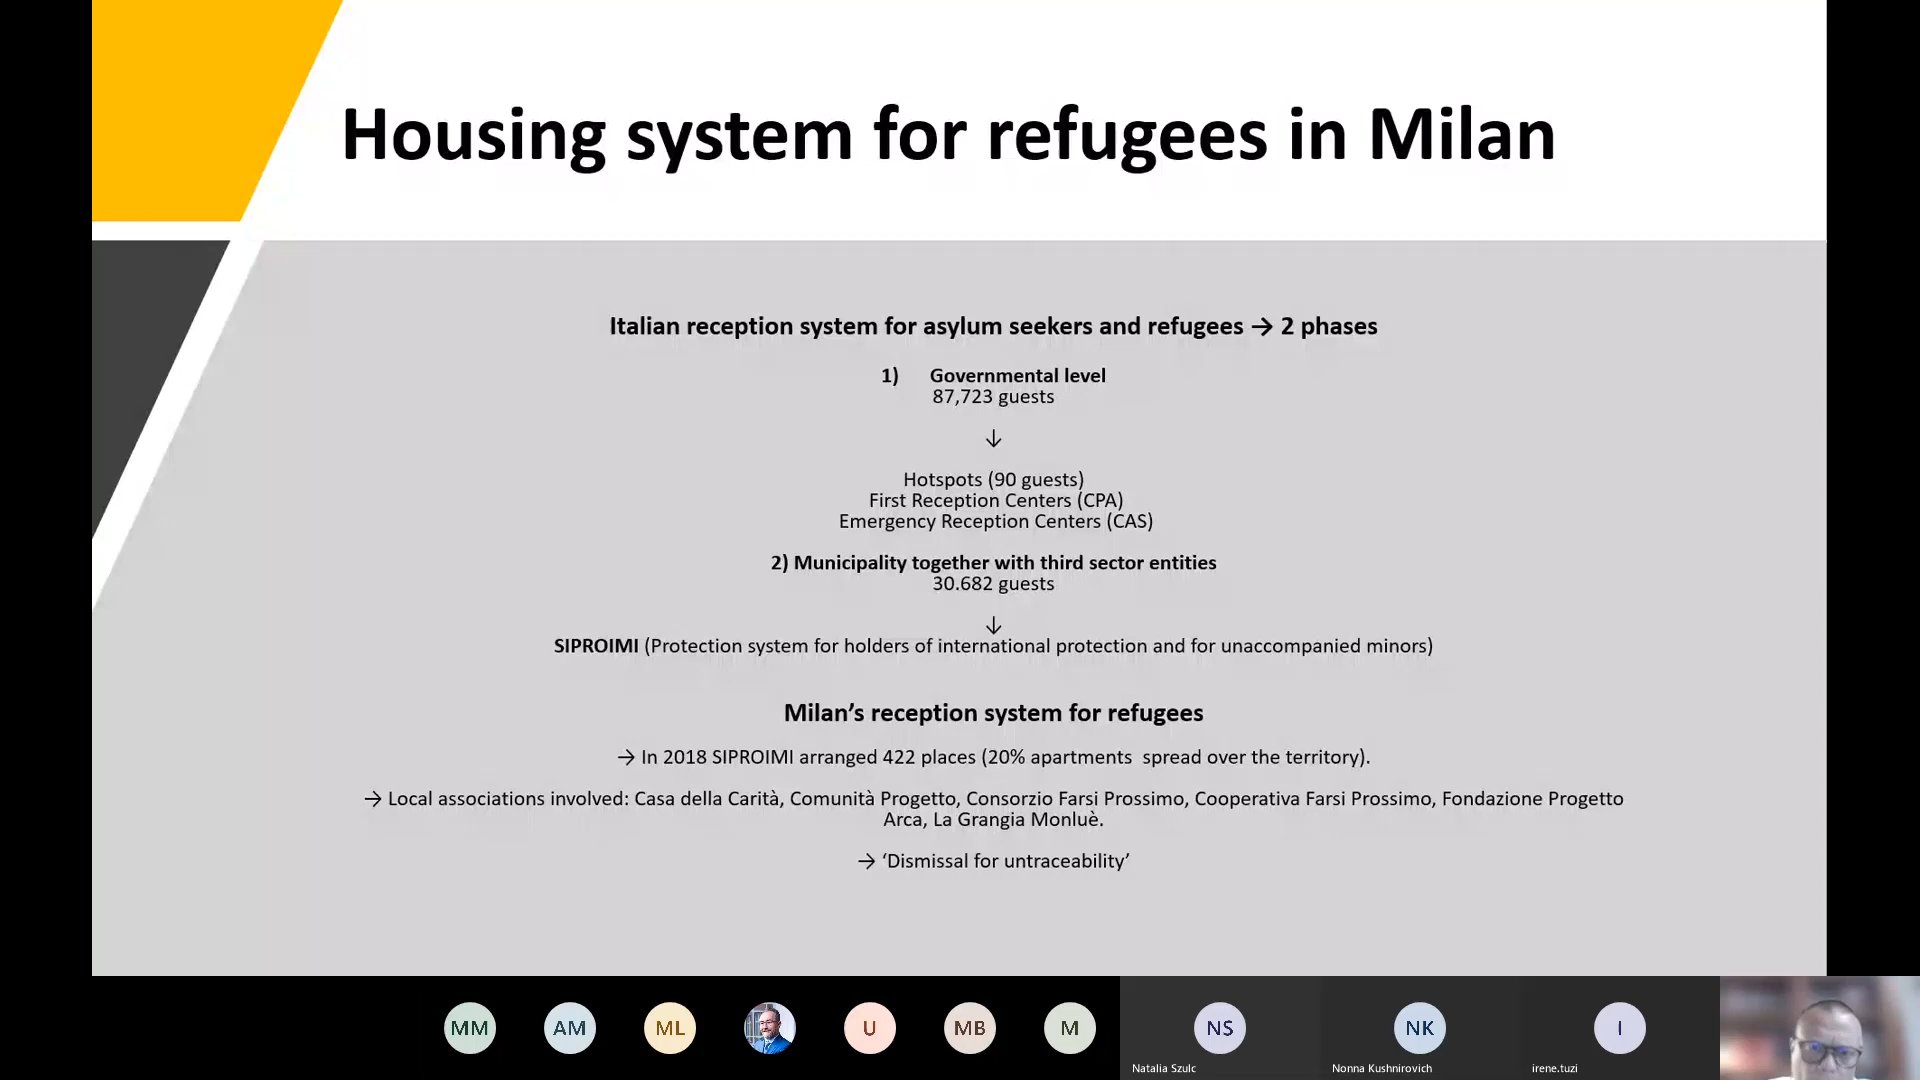 Housing system for refugees in Milan
Italian reception system for asylum seekers and refugees → 2 phases
1) Governmental level
87,723 guests
↓
Hotspots (90 guests)
First Reception Centers (CPA)
Emergency Reception Centers (CAS)
2) Municipality together with third sector entities
30.682 guests
↓
SIPROIMI (Protection system for holders of international protection and for unaccompanied minors)
Milan’s reception system for refugees
→ In 2018 SIPROIMI arranged 422 places (20% apartments  spread over the territory).
→ Local associations involved: Casa della Carità, Comunità Progetto, Consorzio Farsi Prossimo, Cooperativa Farsi Prossimo, Fondazione Progetto
Arca, La Grangia Monluè.
→ ‘Dismissal for untraceability’
MM AM ML U MB M NS NK I
Natalia Szulc Nonna Kushnirovich irene.tuzi